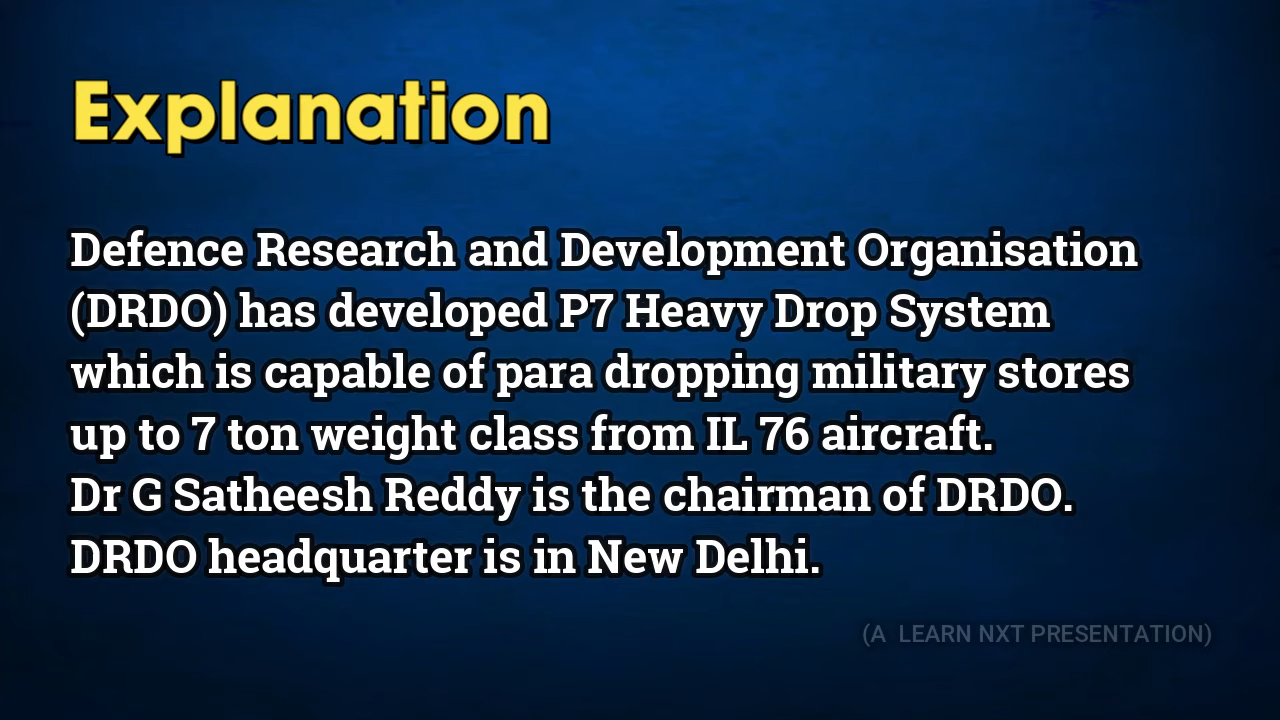 Explanation
Defence Research and Development Organisation
(DRDO) has developed P7 Heavy Drop System
which is capable of para dropping military stores
up to 7 ton weight class from IL 76 aircraft.
Dr G Satheesh Reddy is the chairman of DRDO.
DRDO headquarter is in New Delhi.
(A  LEARN NXT PRESENTATION)